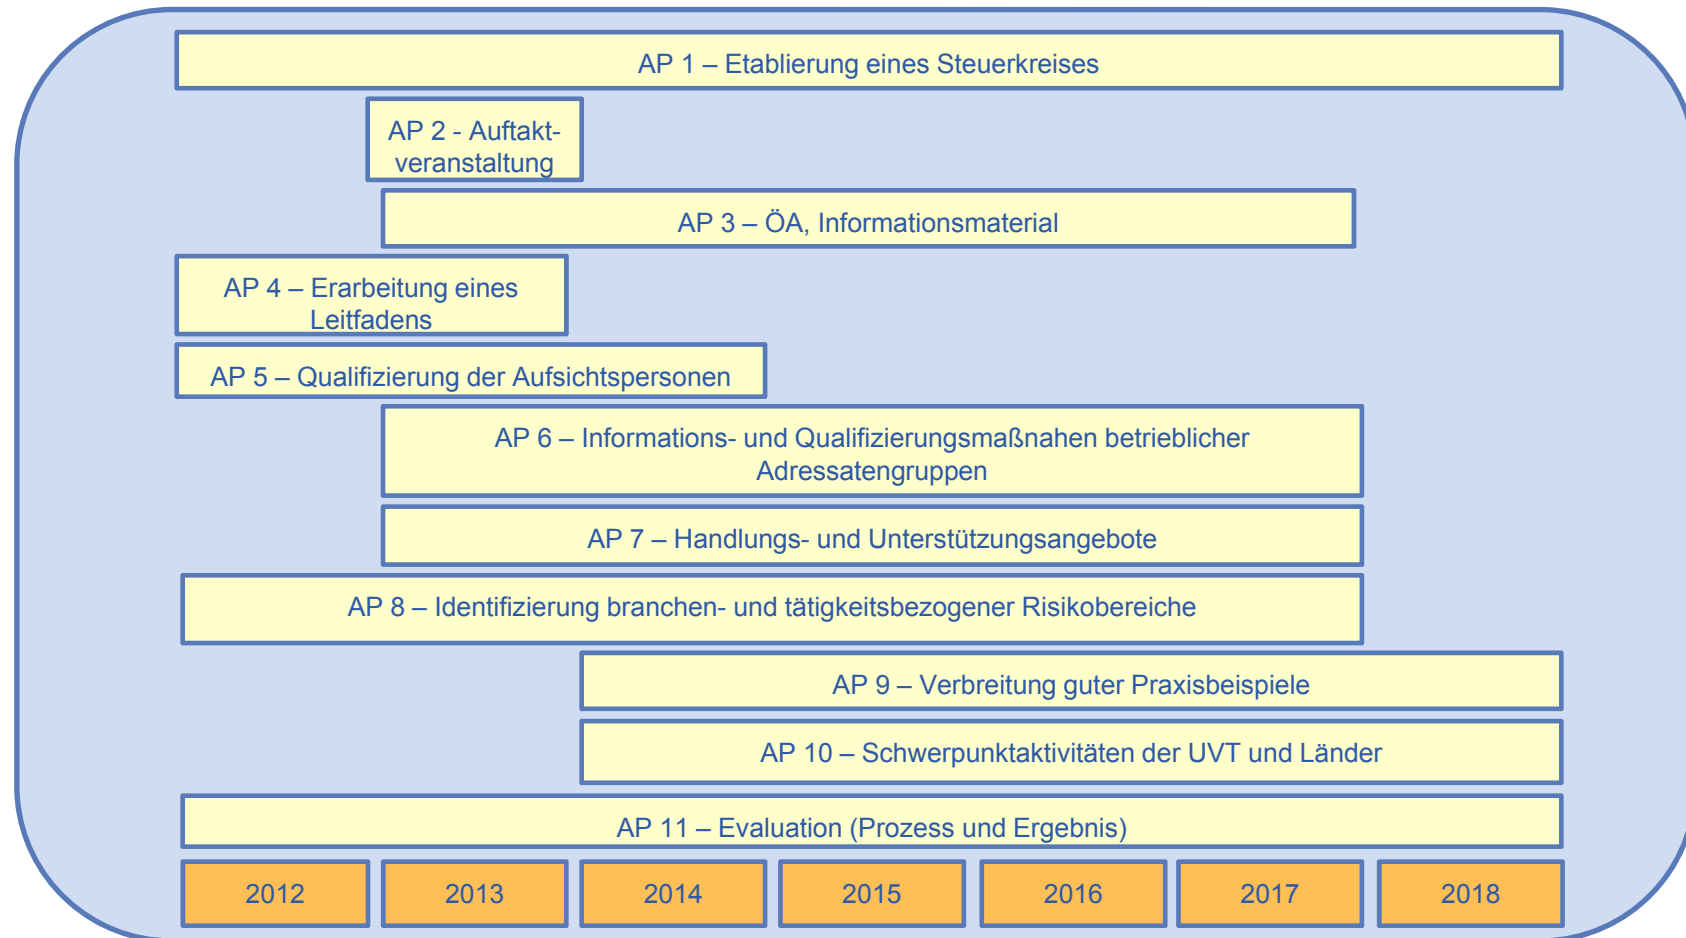 AP 1 – Etablierung eines Steuerkreises
AP 2 - Auftakt-
veranstaltung
AP 3 – ÖA, Informationsmaterial
AP 4 – Erarbeitung eines
Leitfadens
AP 5 – Qualifizierung der Aufsichtspersonen
AP 6 – Informations- und Qualifizierungsmaßnahen betrieblicher
Adressatengruppen
AP 7 – Handlungs- und Unterstützungsangebote
AP 8 – Identifizierung branchen- und tätigkeitsbezogener Risikobereiche
AP 9 – Verbreitung guter Praxisbeispiele
AP 10 – Schwerpunktaktivitäten der UVT und Länder
AP 11 – Evaluation (Prozess und Ergebnis)
2012 2013 2014 2015 2016 2017 2018